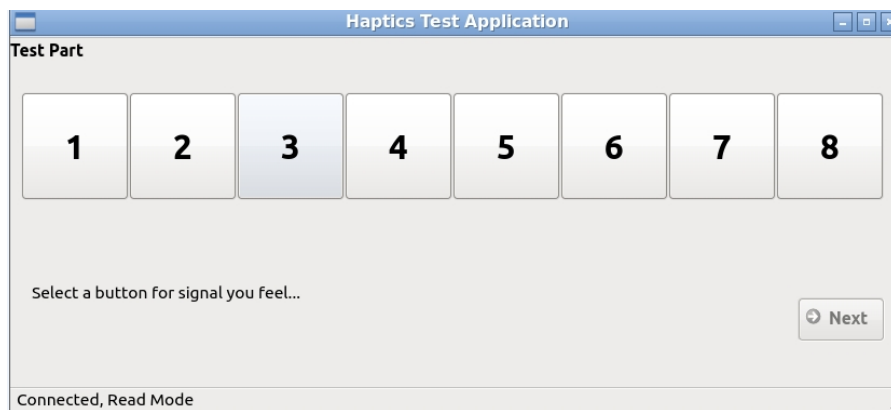 Haptics Test Application
Test Part
1 2 3 4 5 6 7 8
Select a button for signal you feel...
Next
Connected, Read Mode